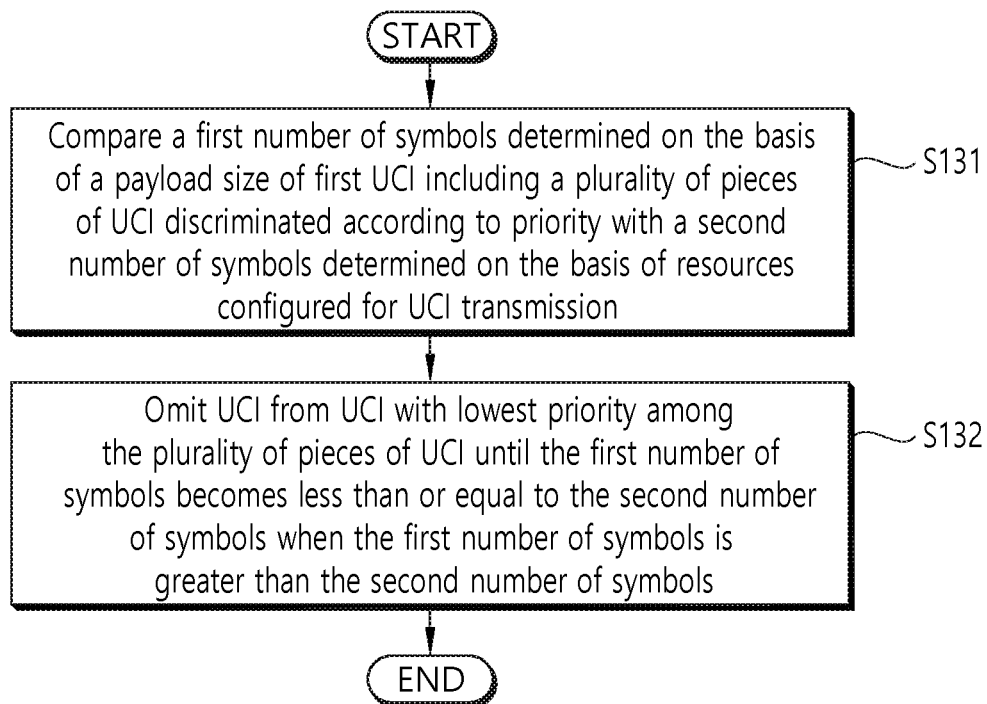 START
Compare a first number of symbols determined on the basis
of a payload size of first UCI including a plurality of pieces
of UCI discriminated according to priority with a second
number of symbols determined on the basis of resources
configured for UCI transmission
S131
Omit UCI from UCI with lowest priority among
the plurality of pieces of UCI until the first number of
symbols becomes less than or equal to the second number
of symbols when the first number of symbols is
greater than the second number of symbols
S132
END